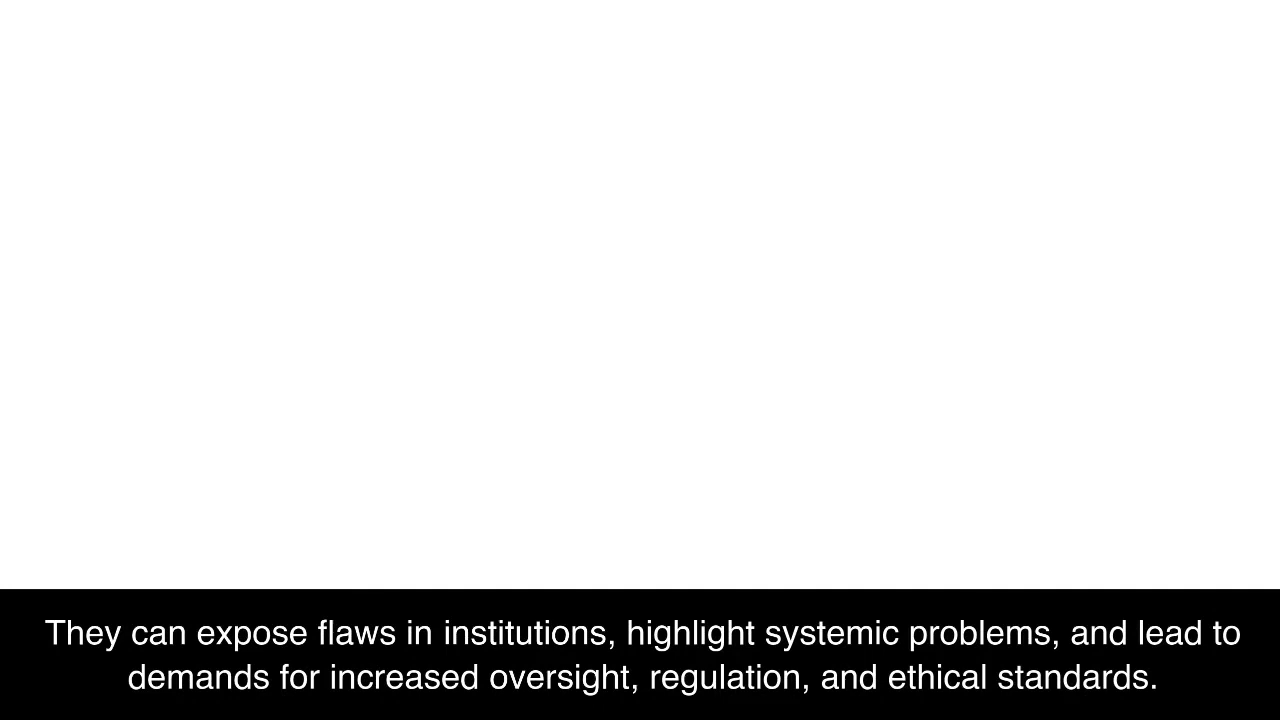 They can expose flaws in institutions, highlight systemic problems, and lead to
demands for increased oversight, regulation, and ethical standards.